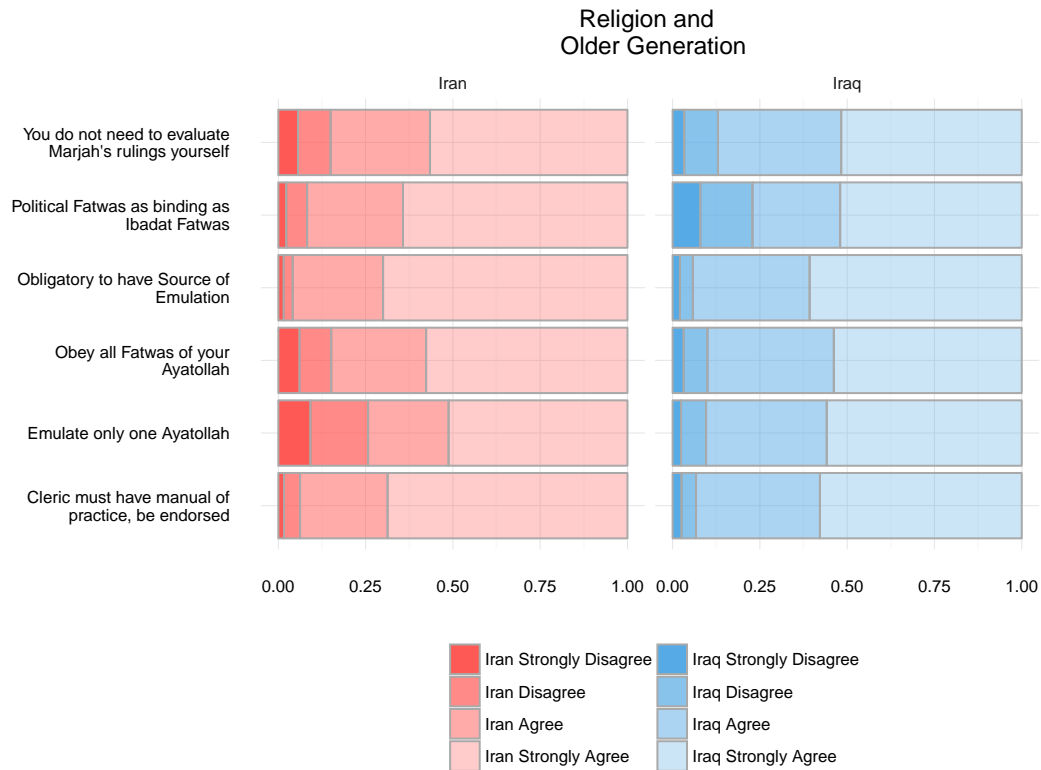 Religion and
Older Generation
Iran
Iraq
You do not need to evaluate
Marjah's rulings yourself
Political Fatwas as binding as
Ibadat Fatwas
Obligatory to have Source of
Emulation
Obey all Fatwas of your
Ayatollah
Emulate only one Ayatollah
Cleric must have manual of
practice, be endorsed
0.00 0.25 0.50 0.75 1.00
0.00 0.25 0.50 0.75 1.00
Iran Strongly Disagree
Iran Disagree
Iran Agree
Iran Strongly Agree
Iraq Strongly Disagree
Iraq Disagree
Iraq Agree
Iraq Strongly Agree